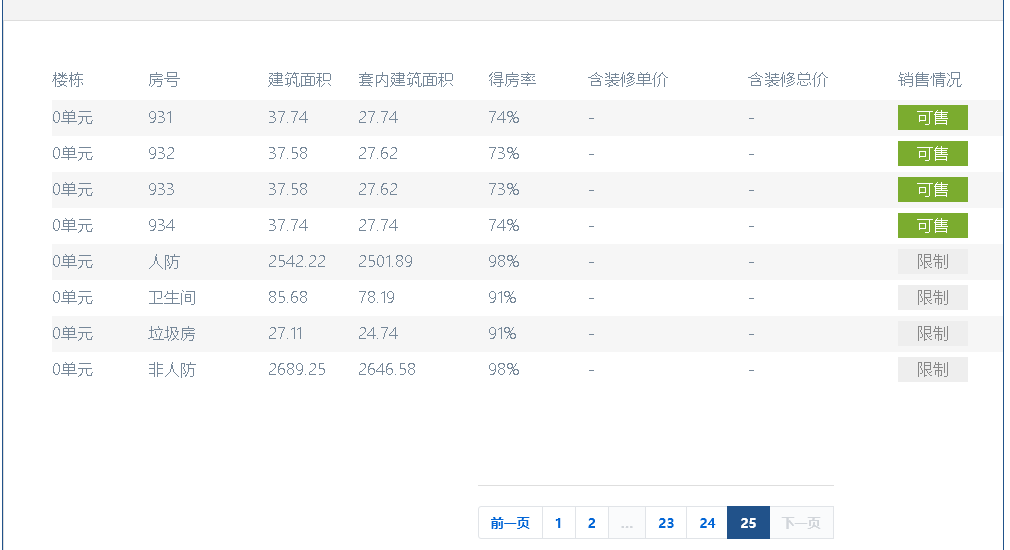 楼栋 房号 建筑面积 套内建筑面积 得房率 含装修单价 含装修总价 销售情况
0单元 931 37.74 27.74 74% - - 可售
0单元 932 37.58 27.62 73% - - 可售
0单元 933 37.58 27.62 73% - - 可售
0单元 934 37.74 27.74 74% - - 可售
0单元 人防 2542.22 2501.89 98% - - 限制
0单元 卫生间 85.68 78.19 91% - - 限制
0单元 垃圾房 27.11 24.74 91% - - 限制
0单元 非人防 2689.25 2646.58 98% - - 限制
前一页 1 2 ... 23 24 25 下一页